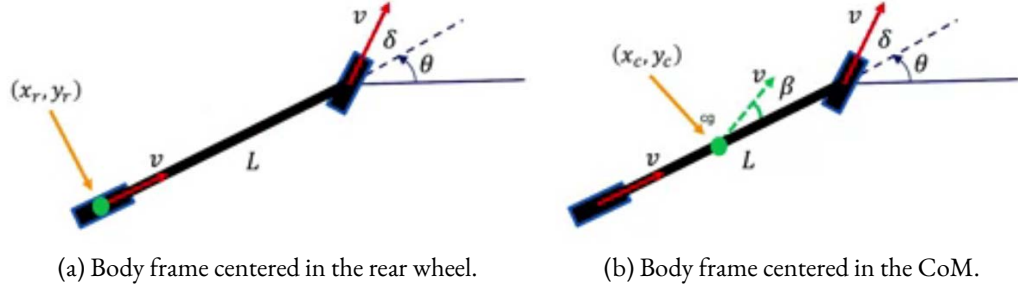 v
δ
θ
(x_r, y_r)
v
L
(a) Body frame centered in the rear wheel.
v
(x_c, y_c)
δ
θ
v
β
cg
v
L
(b) Body frame centered in the CoM.